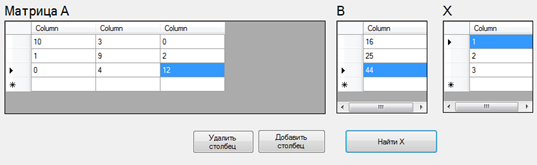 Матрица А B X
Column Column Column Column Column
10 3 0 16 1
1 9 2 25 2
0 4 12 44 3
Удалить столбец
Добавить столбец
Найти X